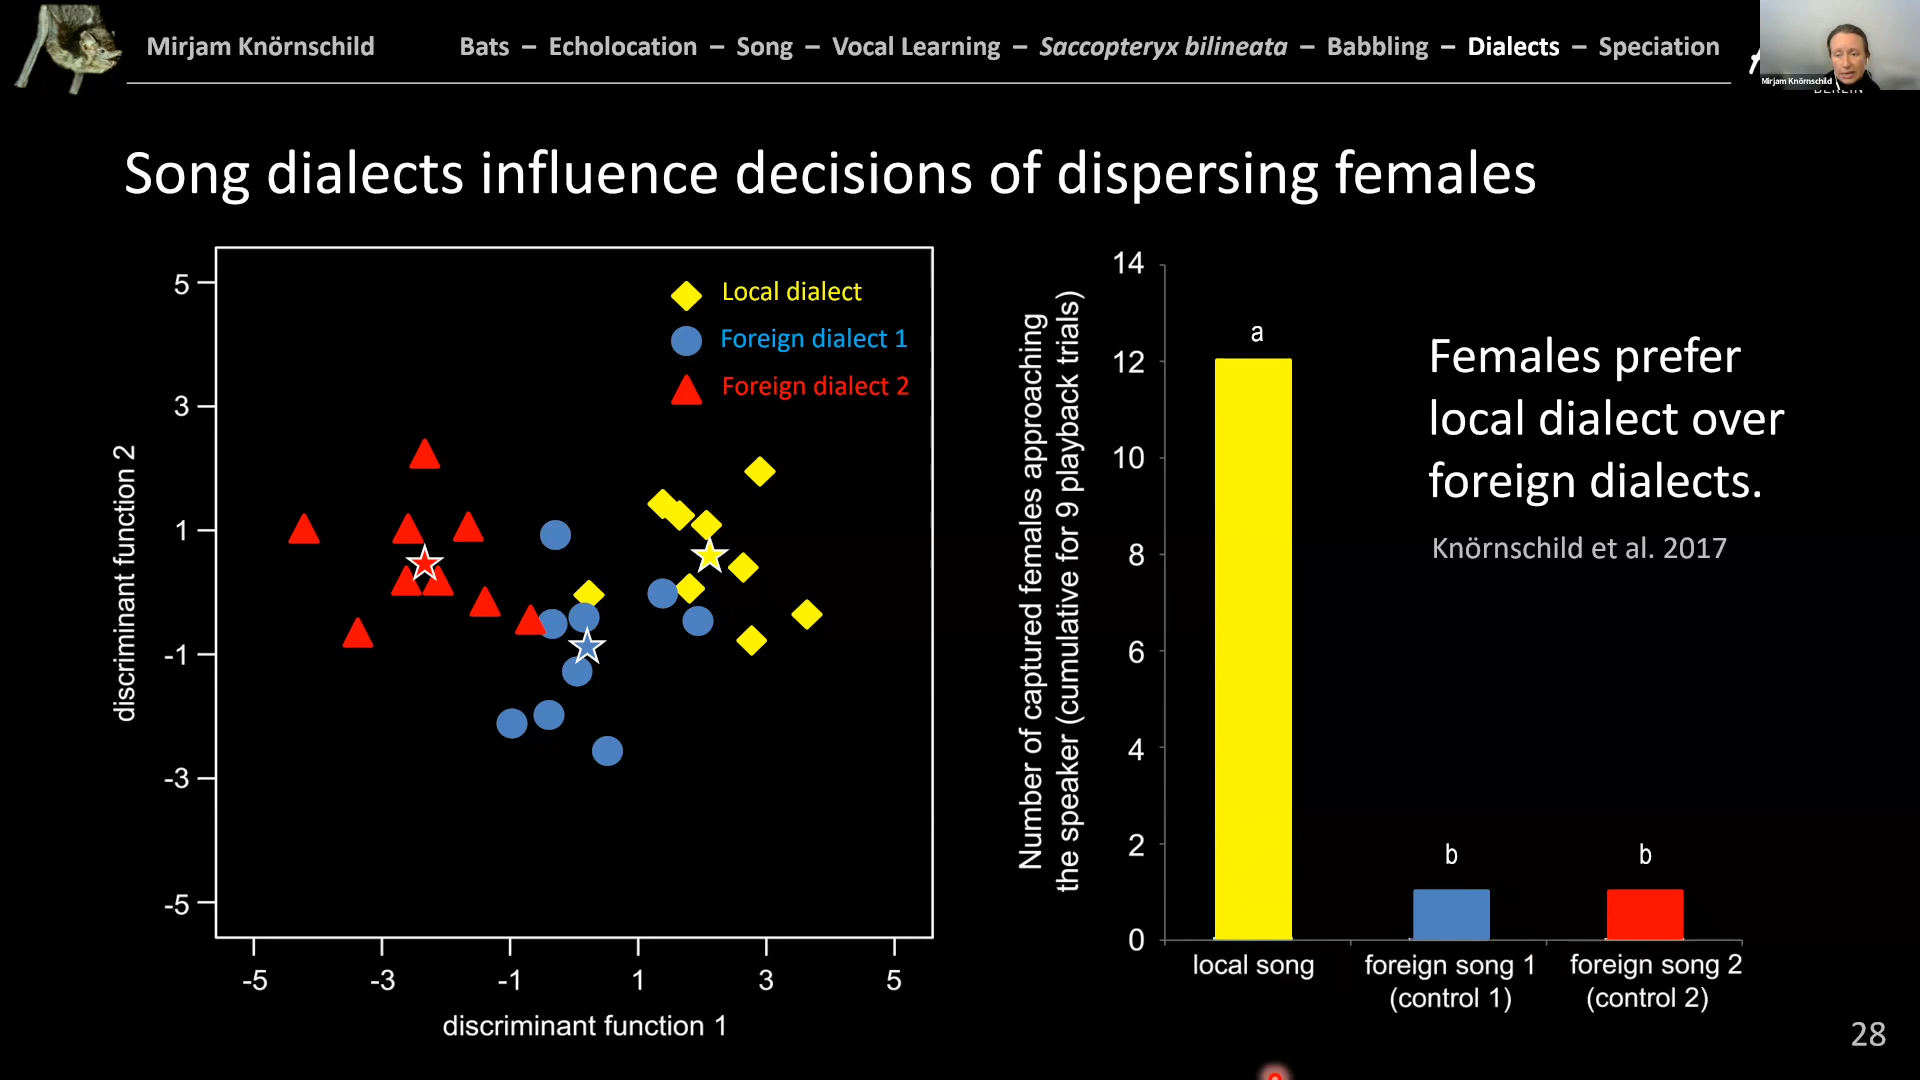 Mirjam Knörnschild
Bats – Echolocation – Song – Vocal Learning – Saccopteryx bilineata – Babbling – Dialects – Speciation
Mirjam Knörnschild
BERLIN
Song dialects influence decisions of dispersing females
5
3
1
-1
-3
-5
discriminant function 2
Local dialect
Foreign dialect 1
Foreign dialect 2
-5 -3 -1 1 3 5
discriminant function 1
Number of captured females approaching
the speaker (cumulative for 9 playback trials)
14
12
10
8
6
4
2
0
a
b
b
local song
foreign song 1
(control 1)
foreign song 2
(control 2)
Females prefer
local dialect over
foreign dialects.
Knörnschild et al. 2017
28